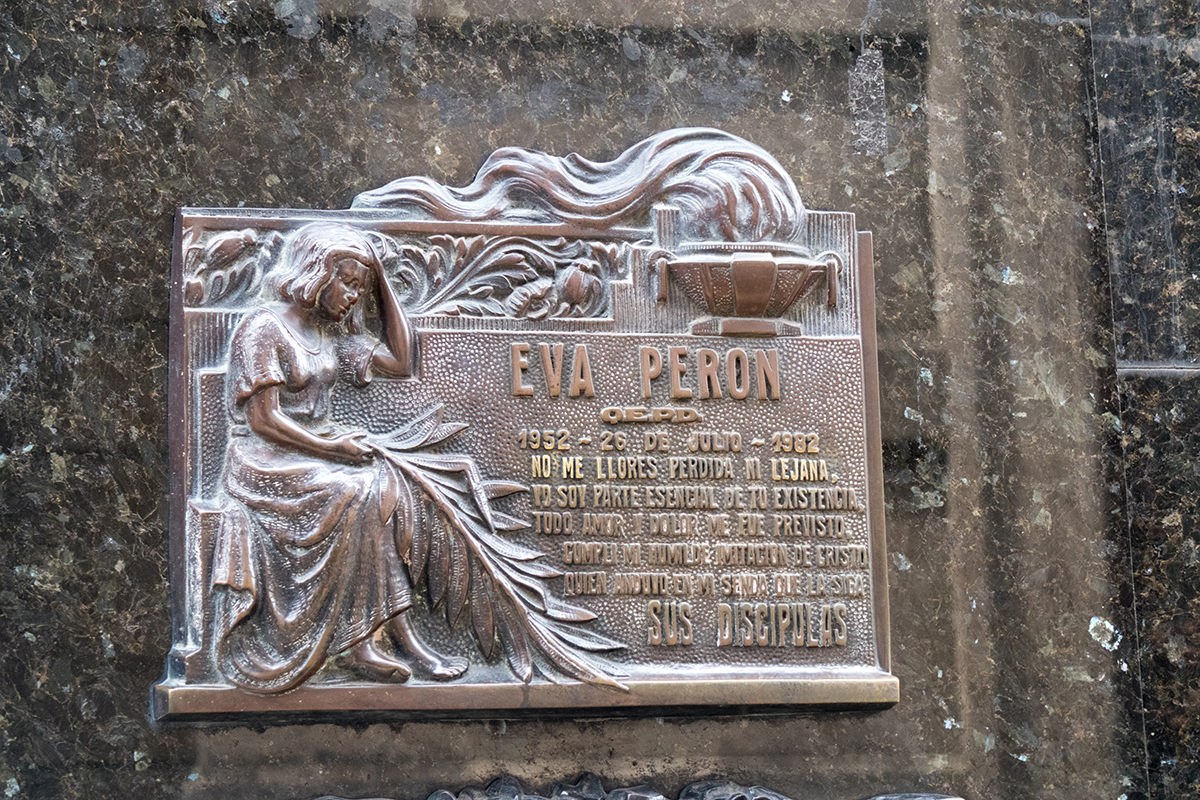 EVA PERON
Q.E.P.D.
1952 - 26 DE JULIO - 1982
NO ME LLORES PERDIDA NI LEJANA,
YO SOY PARTE ESENCIAL DE TU EXISTENCIA,
TODO AMOR Y DOLOR ME FUE PREVISTO,
CUMPLI MI HUMILDE IMITACION DE CRISTO
QUIEN ANDUVO EN MI SENDA QUE LA SIGA
SUS DISCIPULAS